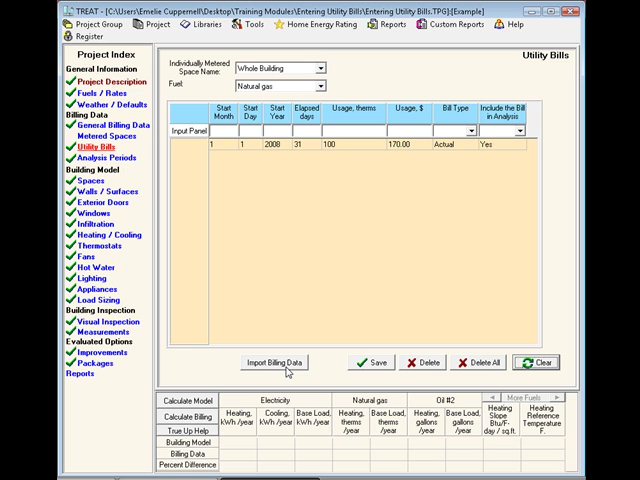 TREAT - [C:\Users\Emelie Cuppernell\Desktop\Training Modules\Entering Utility Bills\Entering Utility Bills.TPG]:[Example]
Project Group Project Libraries Tools Home Energy Rating Reports Custom Reports Help
Register
Project Index
General Information
Project Description
Fuels / Rates
Weather / Defaults
Billing Data
General Billing Data
Metered Spaces
Utility Bills
Analysis Periods
Building Model
Spaces
Walls / Surfaces
Exterior Doors
Windows
Infiltration
Heating / Cooling
Thermostats
Fans
Hot Water
Lighting
Appliances
Load Sizing
Building Inspection
Visual Inspection
Measurements
Evaluated Options
Improvements
Packages
Reports
Utility Bills
Individually Metered Space Name: Whole Building
Fuel: Natural gas
Start Month Start Day Start Year Elapsed days Usage, therms Usage, $ Bill Type Include the Bill in Analysis
Input Panel
1 1 2008 31 100 170.00 Actual Yes
Import Billing Data Save Delete Delete All Clear
Calculate Model Electricity Natural gas Oil #2 More Fuels
Calculate Billing
True Up Help
Heating, kWh /year Cooling, kWh /year Base Load, kWh /year Heating, therms /year Base Load, therms /year Heating, gallons /year Base Load, gallons /year Heating Slope Btu/F-day / sq.ft. Heating Reference Temperature F.
Building Model
Billing Data
Percent Difference